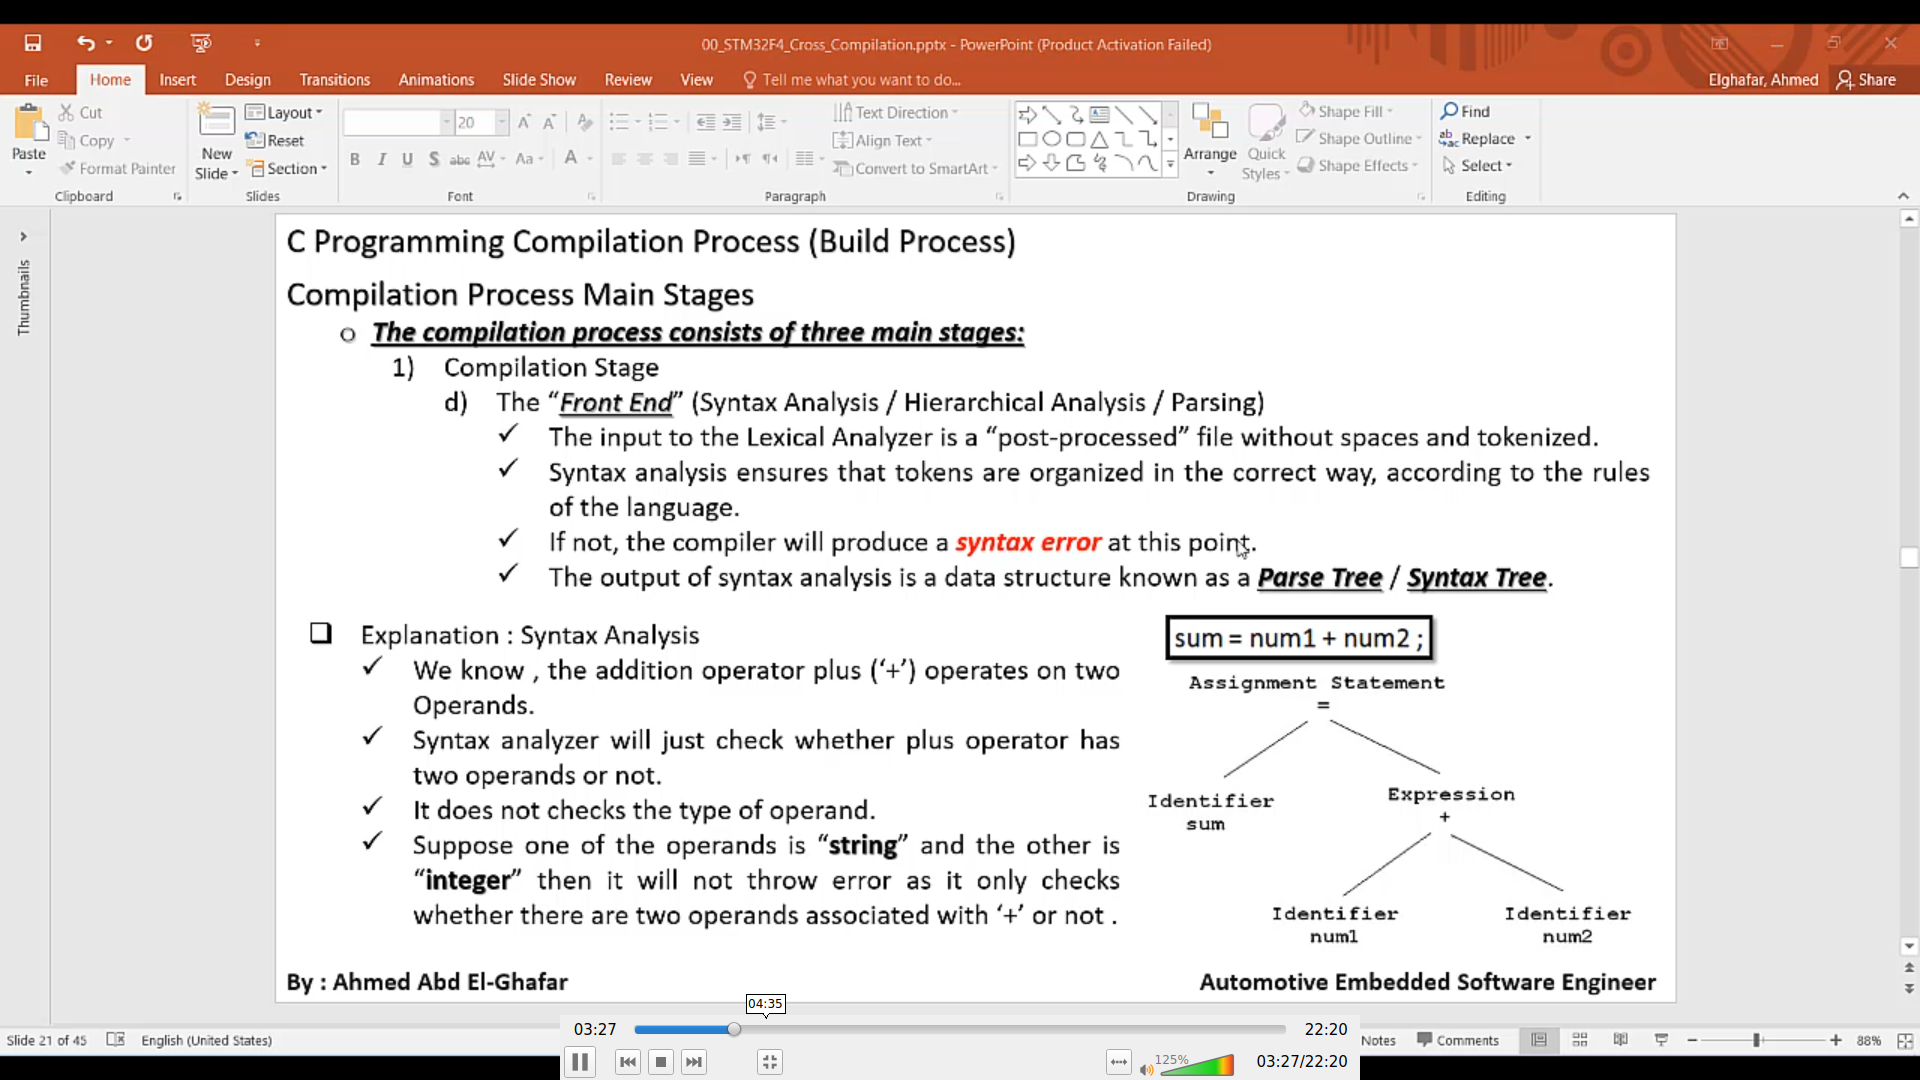 00_STM32F4_Cross_Compilation.pptx - PowerPoint (Product Activation Failed)
File Home Insert Design Transitions Animations Slide Show Review View Tell me what you want to do... Elghafar, Ahmed Share
Cut
Copy
Format Painter
Paste
Clipboard
New
Slide
Layout
Reset
Section
Slides
20
B I U S abc AV Aa A
Font
Text Direction
Align Text
Convert to SmartArt
Paragraph
Arrange
Quick
Styles
Shape Fill
Shape Outline
Shape Effects
Drawing
Find
Replace
Select
Editing
Thumbnails
C Programming Compilation Process (Build Process)
Compilation Process Main Stages
o The compilation process consists of three main stages:
1) Compilation Stage
d) The “Front End” (Syntax Analysis / Hierarchical Analysis / Parsing)
✓ The input to the Lexical Analyzer is a “post-processed” file without spaces and tokenized.
✓ Syntax analysis ensures that tokens are organized in the correct way, according to the rules
of the language.
✓ If not, the compiler will produce a syntax error at this point.
✓ The output of syntax analysis is a data structure known as a Parse Tree / Syntax Tree.
❑ Explanation : Syntax Analysis
✓ We know , the addition operator plus (‘+’) operates on two
Operands.
✓ Syntax analyzer will just check whether plus operator has
two operands or not.
✓ It does not checks the type of operand.
✓ Suppose one of the operands is “string” and the other is
“integer” then it will not throw error as it only checks
whether there are two operands associated with ‘+’ or not .
sum = num1 + num2 ;
Assignment Statement
=
Identifier
sum
Expression
+
Identifier
num1
Identifier
num2
By : Ahmed Abd El-Ghafar
Automotive Embedded Software Engineer
04:35
03:27
22:20
Slide 21 of 45
English (United States)
Notes
Comments
88%
125%
03:27/22:20